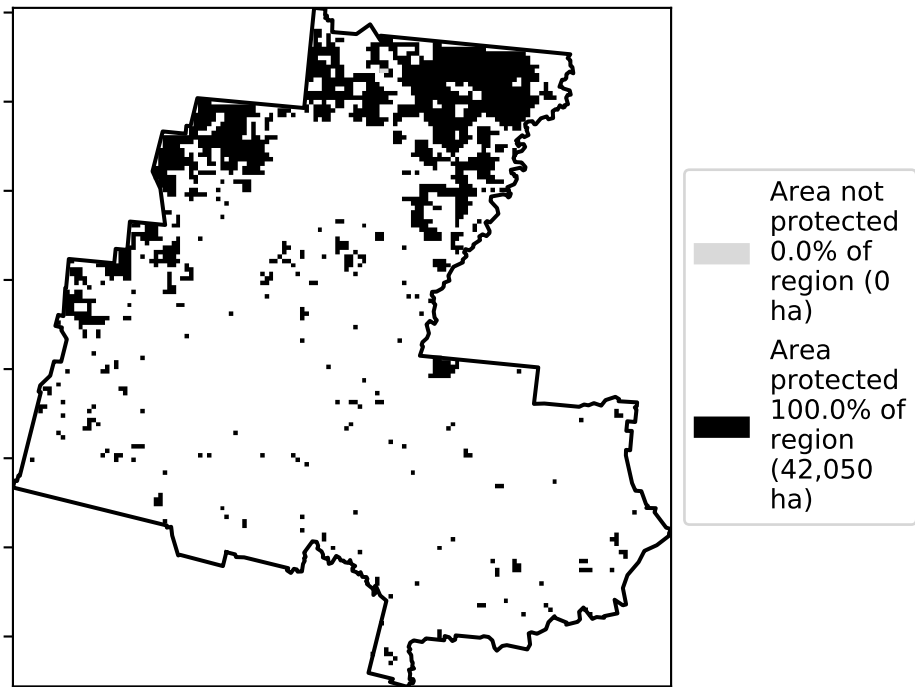 Area not
protected
0.0% of
region (0
ha)
Area
protected
100.0% of
region
(42,050
ha)